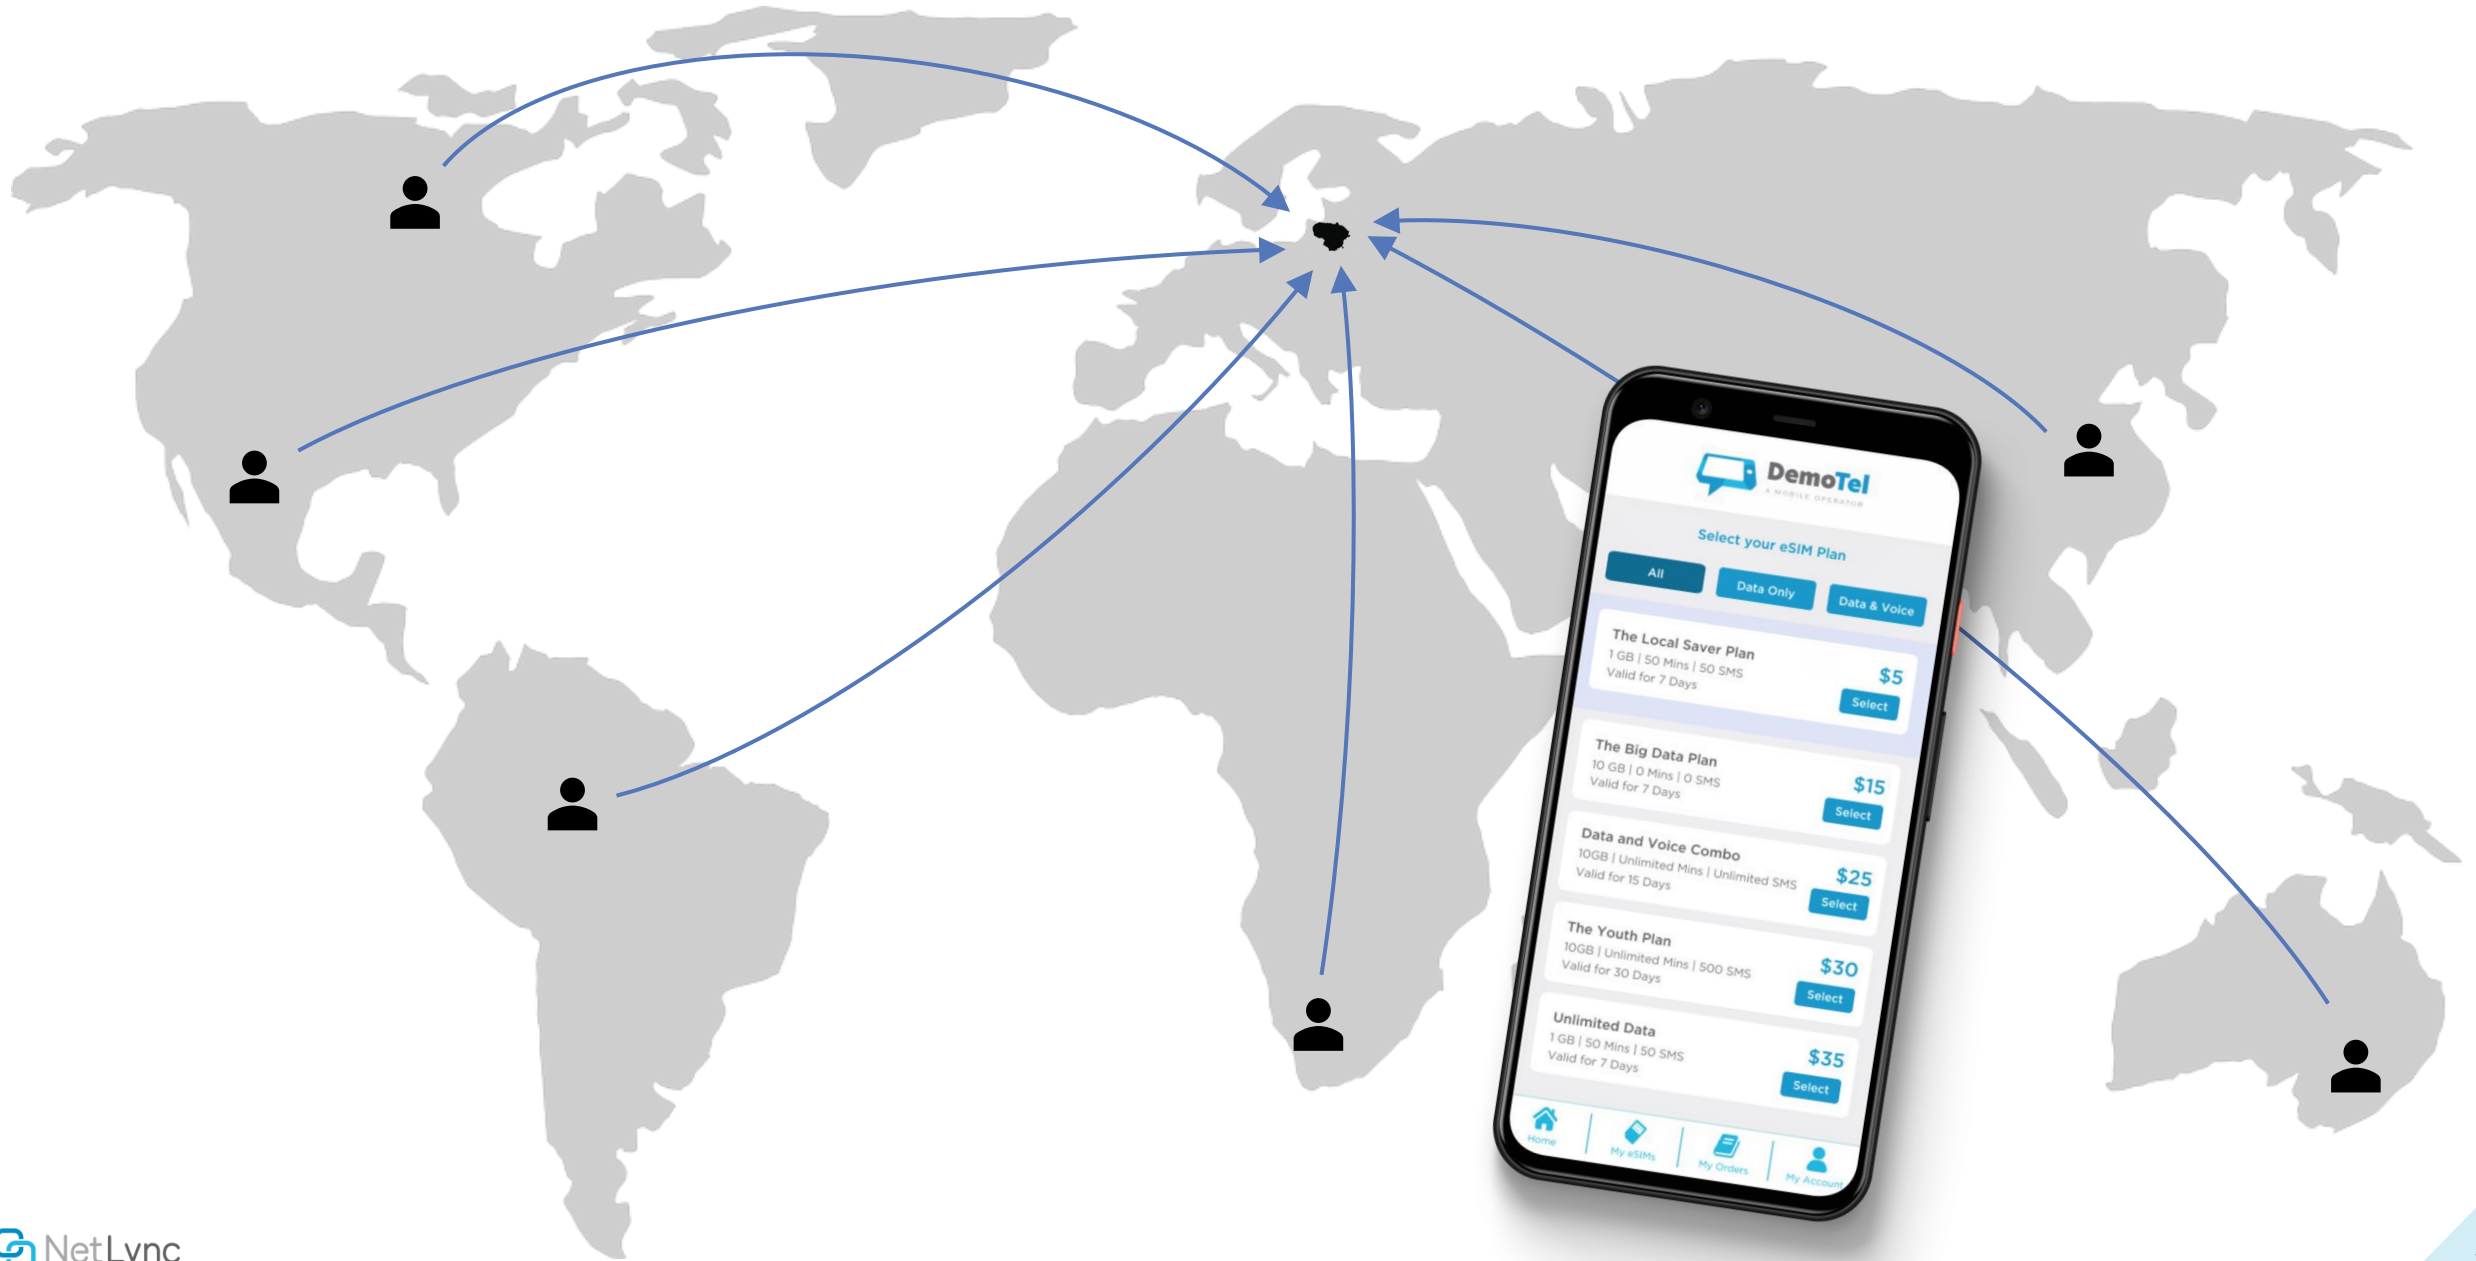 DemoTel
A MOBILE OPERATOR
Select your eSIM Plan
All
Data Only
Data & Voice
The Local Saver Plan
1 GB | 50 Mins | 50 SMS
Valid for 7 Days
$5
Select
The Big Data Plan
10 GB | 0 Mins | 0 SMS
Valid for 7 Days
$15
Select
Data and Voice Combo
10GB | Unlimited Mins | Unlimited SMS
Valid for 15 Days
$25
Select
The Youth Plan
10GB | Unlimited Mins | 500 SMS
Valid for 30 Days
$30
Select
Unlimited Data
1 GB | 50 Mins | 50 SMS
Valid for 7 Days
$35
Select
Home
My eSIMs
My Orders
My Account
NetLync